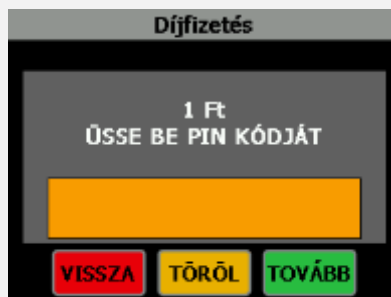 Díjfizetés
1 Ft
ÜSSE BE PIN KÓDJÁT
VISSZA TÖRÖL TOVÁBB